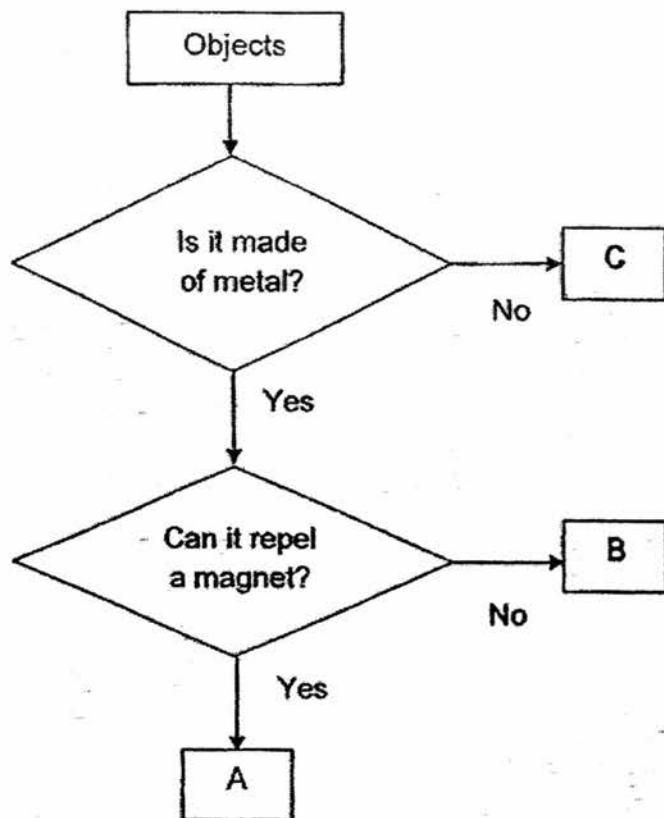 Objects
Is it made
of metal?
C
No
Yes
Can it repel
a magnet?
B
No
Yes
A